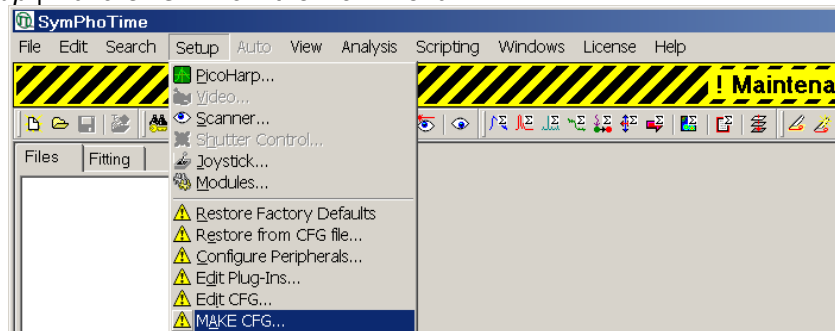 SymPhoTime
File Edit Search Setup Auto View Analysis Scripting Windows License Help
! Maintena
Files Fitting
PicoHarp...
Video...
Scanner...
Shutter Control...
Joystick...
Modules...
Restore Factory Defaults
Restore from CFG file...
Configure Peripherals...
Edit Plug-Ins...
Edit CFG...
MAKE CFG...